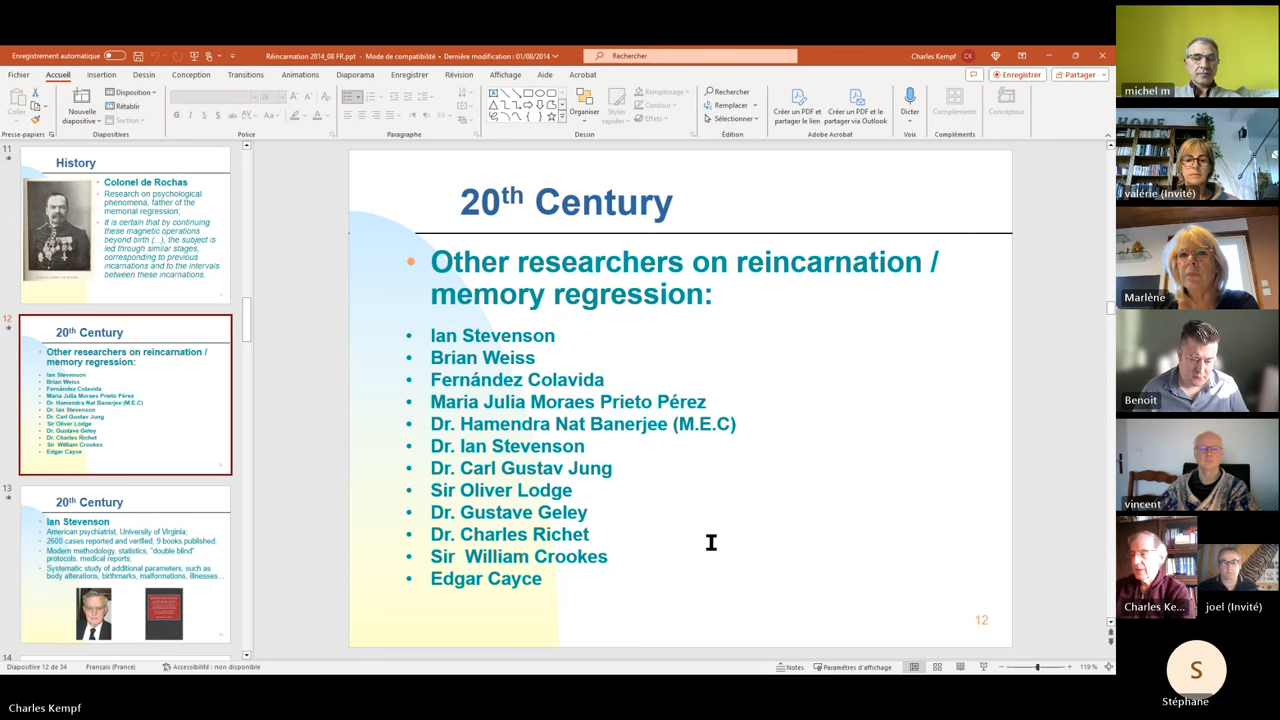 Enregistrement automatique
Réincarnation 2014_08 FR.ppt - Mode de compatibilité • Dernière modification : 01/08/2014
Rechercher
Charles Kempf
CK
Fichier Accueil Insertion Dessin Conception Transitions Animations Diaporama Enregistrer Révision Affichage Aide Acrobat
Enregistrer
Partager
Coller
Nouvelle diapositive
Disposition
Rétablir
Section
Organiser
Styles rapides
Remplissage
Contour
Effets
Rechercher
Remplacer
Sélectionner
Créer un PDF et partager le lien
Créer un PDF et partager via Outlook
Dicter
Compléments
Concepteur
Presse-papiers
Diapositives
Police
Paragraphe
Dessin
Édition
Adobe Acrobat
Voix
Compléments
11
History
Colonel de Rochas
Research on psychological
phenomena, father of the
memorial regression,
It is certain that by continuing
these magnetic operations
beyond birth (...), the subject is
led through similar stages,
corresponding to previous
incarnations and to the intervals
between these incarnations.
12
20th Century
Other researchers on reincarnation /
memory regression:
Ian Stevenson
Brian Weiss
Fernández Colavida
Maria Julia Moraes Prieto Pérez
Dr. Hamendra Nat Banerjee (M.E.C)
Dr. Ian Stevenson
Dr. Carl Gustav Jung
Sir Oliver Lodge
Dr. Gustave Geley
Dr. Charles Richet
Sir William Crookes
Edgar Cayce
13
20th Century
Ian Stevenson
American psychiatrist, University of Virginia;
2600 cases reported and verified, 9 books published;
Modern methodology, statistics, "double blind"
protocols, medical reports,
Systematic study of additional parameters, such as
body alterations, birthmarks, malformations, illnesses...
14
20th Century
• Other researchers on reincarnation /
memory regression:
• Ian Stevenson
• Brian Weiss
• Fernández Colavida
• Maria Julia Moraes Prieto Pérez
• Dr. Hamendra Nat Banerjee (M.E.C)
• Dr. Ian Stevenson
• Dr. Carl Gustav Jung
• Sir Oliver Lodge
• Dr. Gustave Geley
• Dr. Charles Richet
• Sir William Crookes
• Edgar Cayce
12
Diapositive 12 de 34
Français (France)
Accessibilité : non disponible
Notes
Paramètres d'affichage
119 %
Charles Kempf
michel m
HOME
valérie (Invité)
Marlène
Benoit
vincent
Charles Ke...
joel (Invité)
S
Stéphane